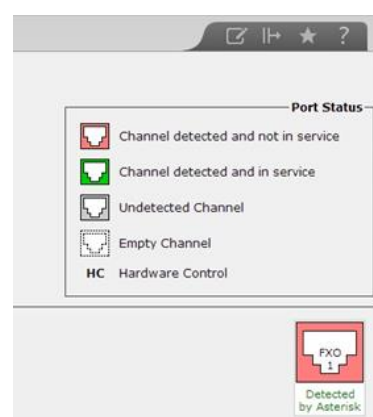 ?
Port Status
Channel detected and not in service
Channel detected and in service
Undetected Channel
Empty Channel
HC Hardware Control
FXO
1
Detected
by Asterisk